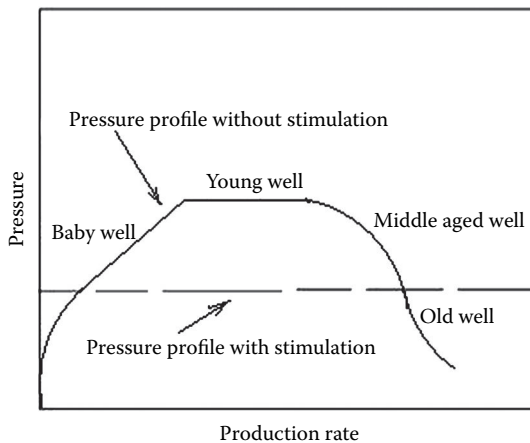 Pressure profile without stimulation
Young well
Baby well
Middle aged well
Old well
Pressure profile with stimulation
Pressure
Production rate